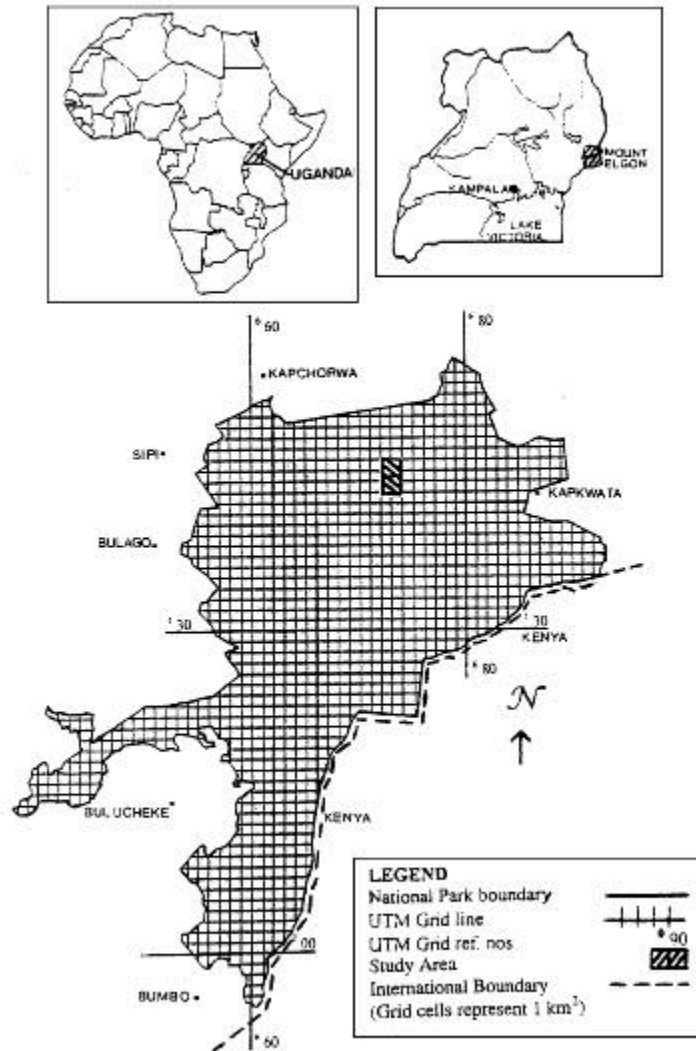 UGANDA
MOUNT
ELGON
KAMPALA
LAKE
VICTORIA
60
80
KAPCHORWA
SIPI
KAPKWATA
BULAGO
30
30
KENYA
80
N
BULUCHEKE
KENYA
LEGEND
National Park boundary
UTM Grid line
UTM Grid ref. nos
90
Study Area
International Boundary
(Grid cells represent 1 km²)
00
BUMBO
60